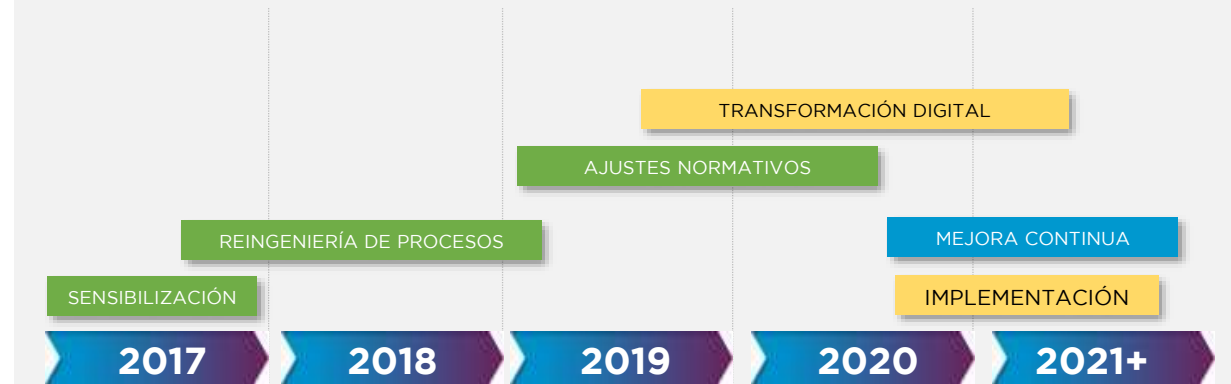 TRANSFORMACIÓN DIGITAL
AJUSTES NORMATIVOS
REINGENIERÍA DE PROCESOS
MEJORA CONTINUA
SENSIBILIZACIÓN
IMPLEMENTACIÓN
2017
2018
2019
2020
2021+